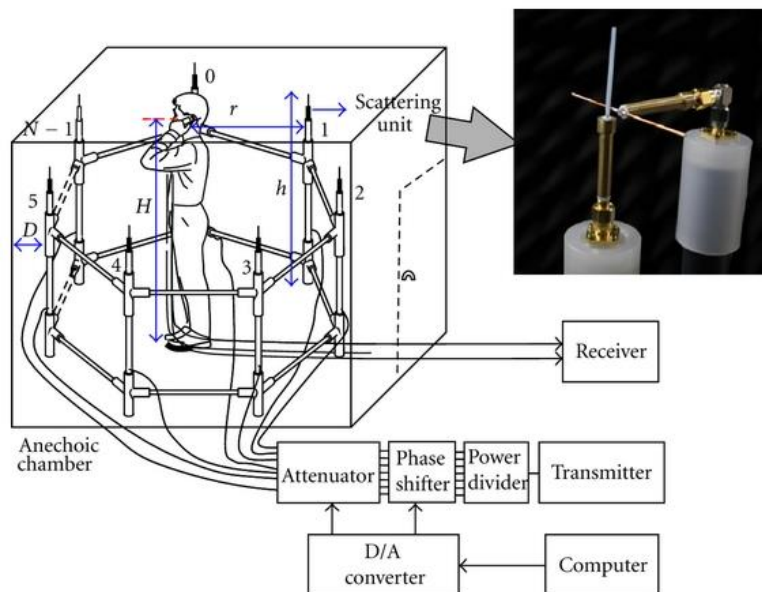 0
N − 1
r
1
Scattering
unit
5
h
2
H
D
4
3
Receiver
Anechoic
chamber
Attenuator
Phase
shifter
Power
divider
Transmitter
D/A
converter
Computer